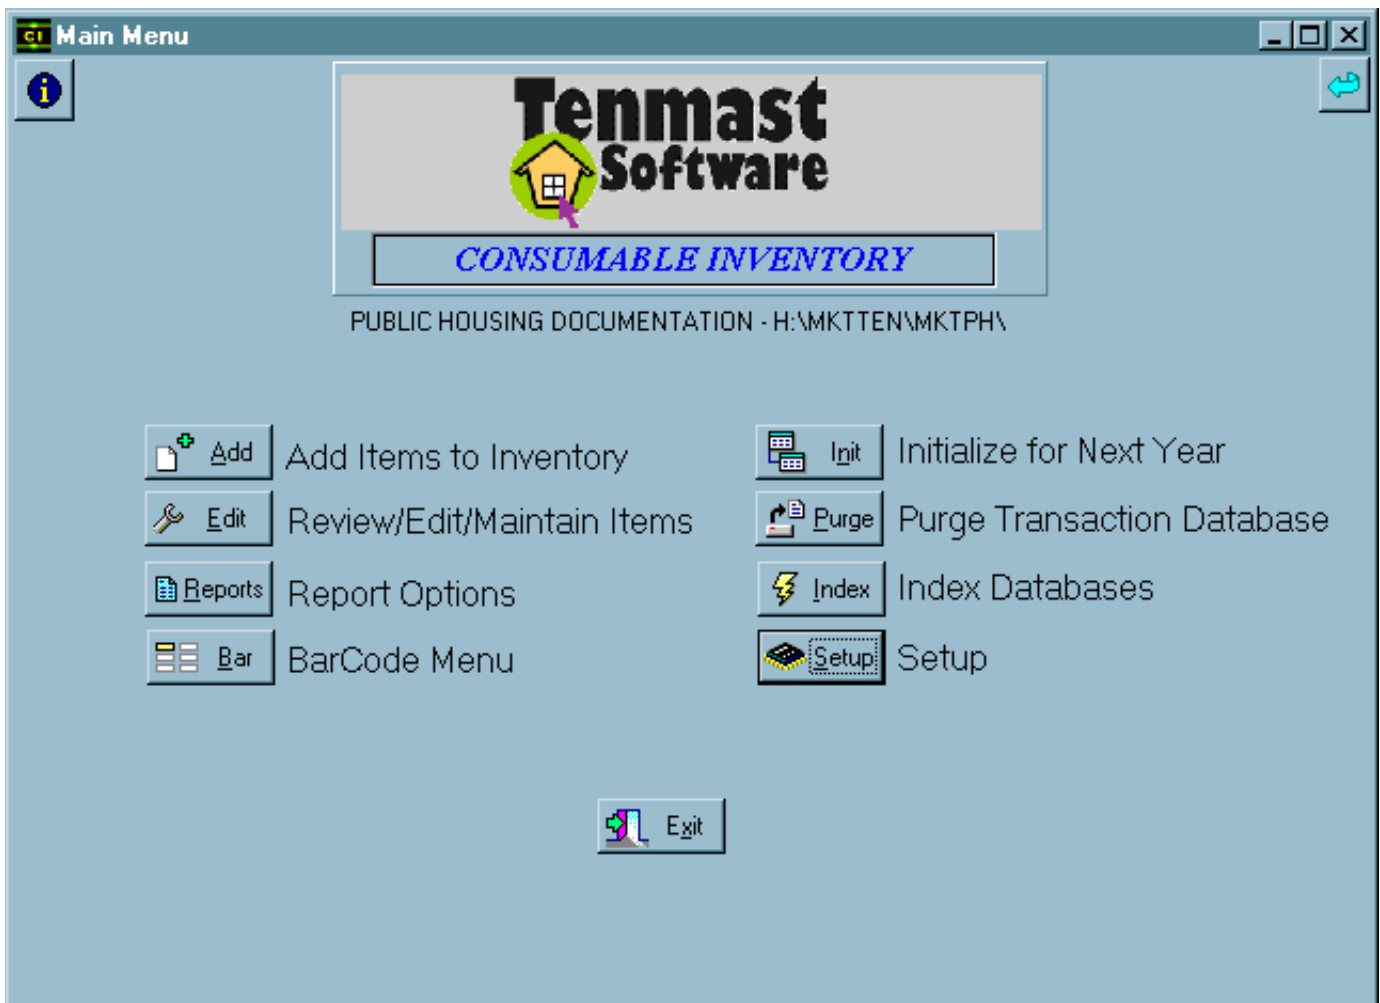 CI Main Menu
Tenmast
Software
CONSUMABLE INVENTORY
PUBLIC HOUSING DOCUMENTATION - H:\MKTTEN\MKTPH\
Add Add Items to Inventory
Edit Review/Edit/Maintain Items
Reports Report Options
Bar BarCode Menu
Init Initialize for Next Year
Purge Purge Transaction Database
Index Index Databases
Setup Setup
Exit